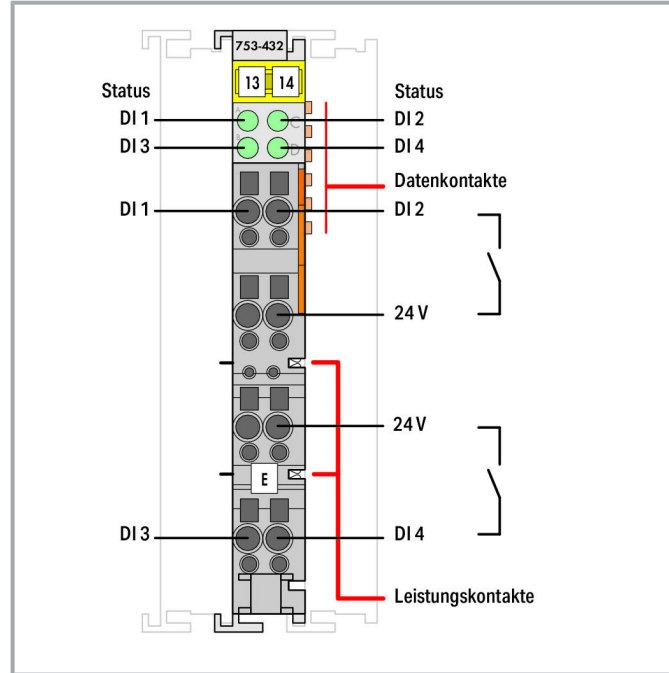 753-432
13 14
Status Status
A C
DI 1 DI 2
B D
DI 3 DI 4
Datenkontakte
DI 1 DI 2
24 V
24 V
E
DI 3 DI 4
Leistungskontakte